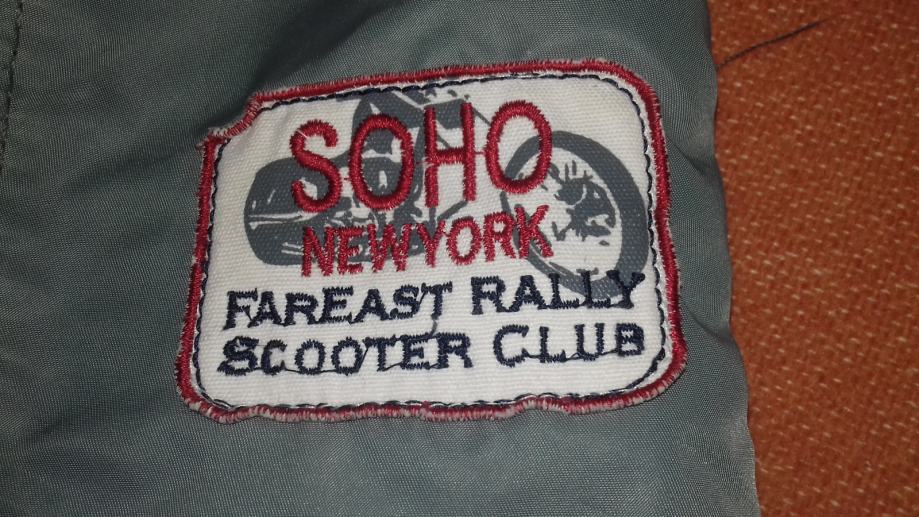 SOHO
NEWYORK
FAREAST RALLY
SCOOTER CLUB